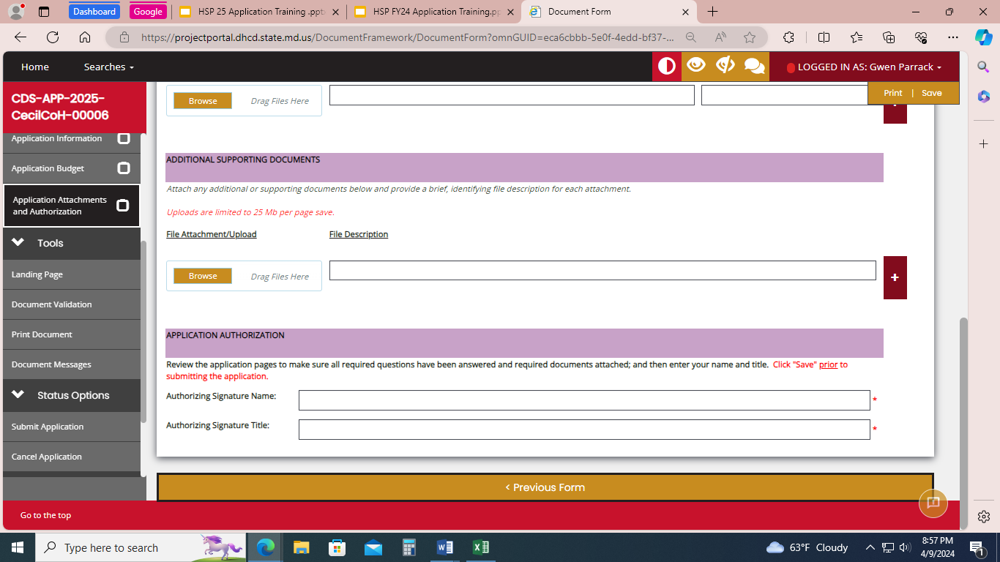 Dashboard
Google
HSP 25 Application Training .ppt
HSP FY24 Application Training.pp
Document Form
https://projectportal.dhcd.state.md.us/DocumentFramework/DocumentForm?omnGUID=eca6cbbb-5e0f-4edd-bf37-...
Home
Searches
LOGGED IN AS: Gwen Parrack
Print | Save
CDS-APP-2025-
CecilCoH-00006
Application Information
Application Budget
Application Attachments
and Authorization
Tools
Landing Page
Document Validation
Print Document
Document Messages
Status Options
Submit Application
Cancel Application
Browse
Drag Files Here
+
ADDITIONAL SUPPORTING DOCUMENTS
Attach any additional or supporting documents below and provide a brief, identifying file description for each attachment.
Uploads are limited to 25 Mb per page save.
File Attachment/Upload
File Description
Browse
Drag Files Here
+
APPLICATION AUTHORIZATION
Review the application pages to make sure all required questions have been answered and required documents attached; and then enter your name and title. Click "Save" prior to
submitting the application.
Authorizing Signature Name:
*
Authorizing Signature Title:
*
< Previous Form
Go to the top
Type here to search
63°F Cloudy
8:57 PM
4/9/2024
1